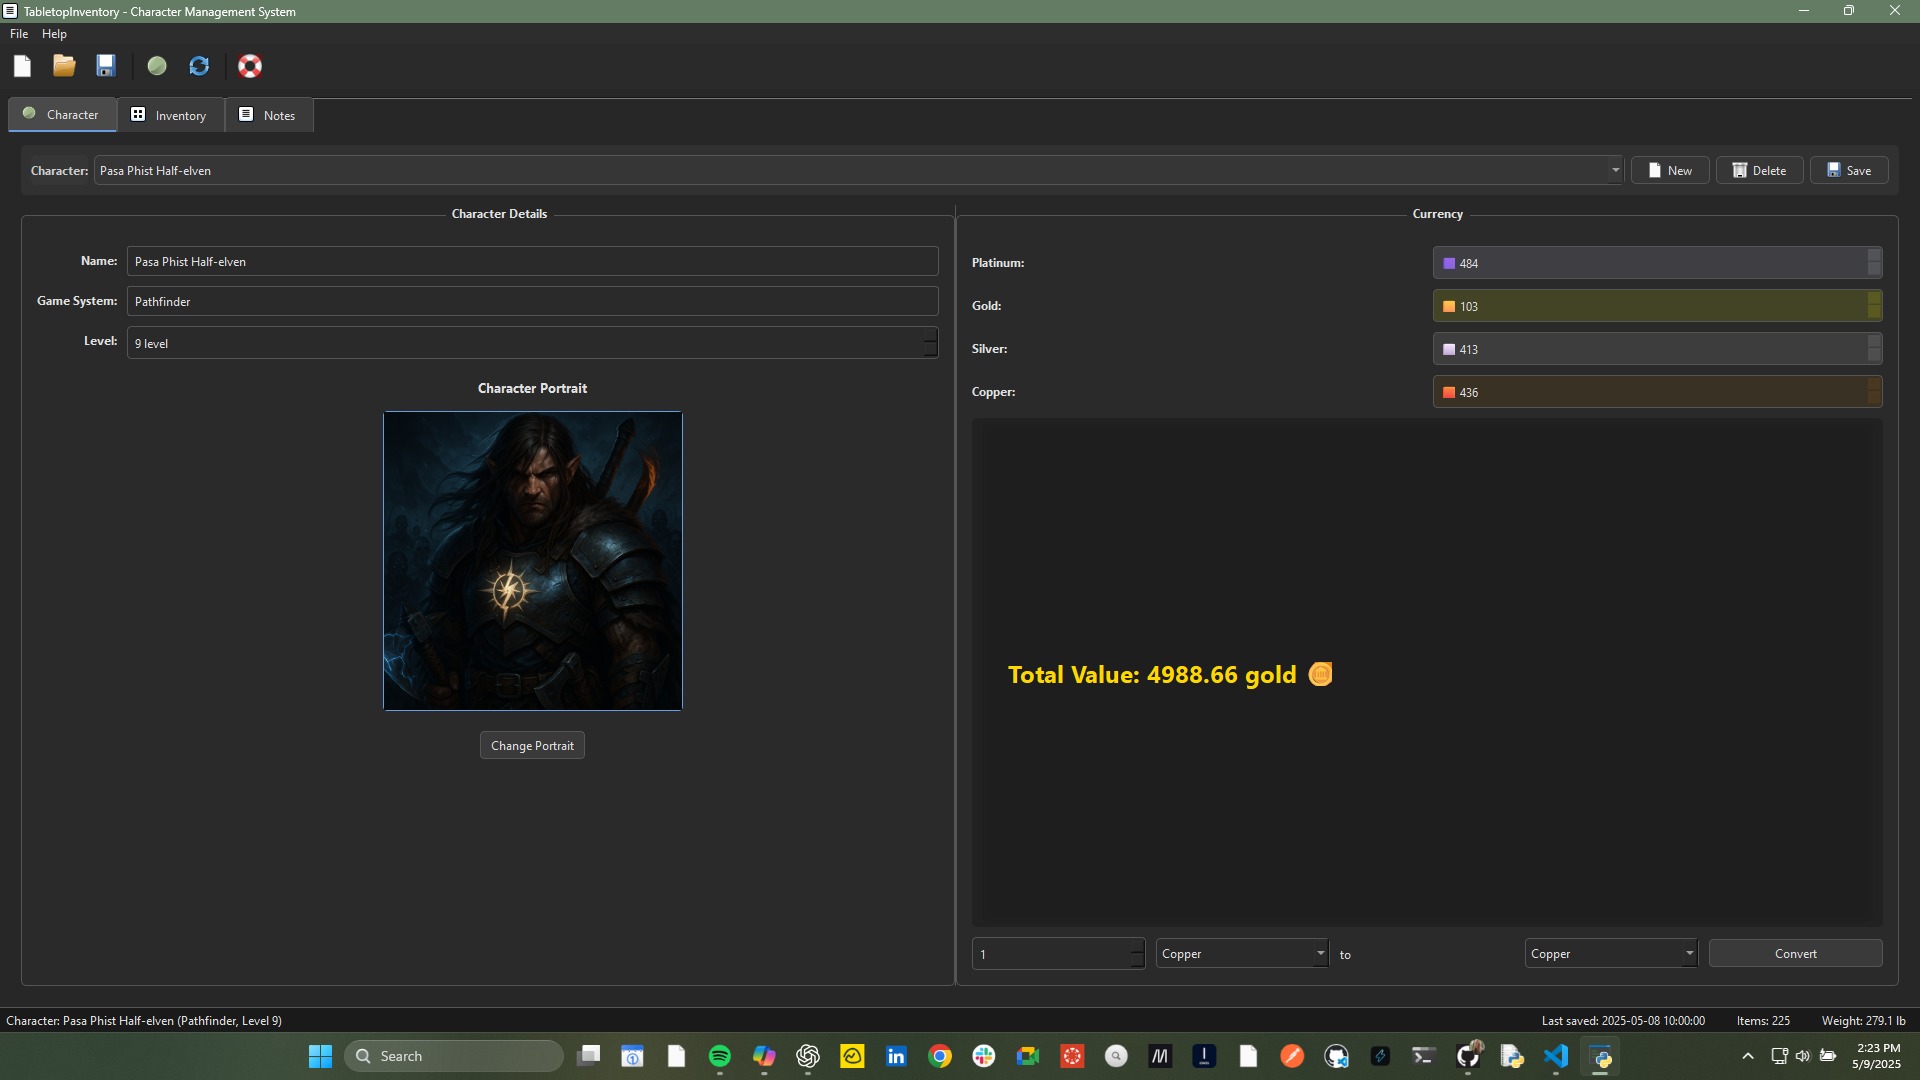 TabletopInventory - Character Management System
File Help
Character Inventory Notes
Character: Pasa Phist Half-elven New Delete Save
Character Details
Name: Pasa Phist Half-elven
Game System: Pathfinder
Level: 9 level
Character Portrait
Change Portrait
Currency
Platinum: 484
Gold: 103
Silver: 413
Copper: 436
Total Value: 4988.66 gold
1 Copper to Copper Convert
Character: Pasa Phist Half-elven (Pathfinder, Level 9) Last saved: 2025-05-08 10:00:00 Items: 225 Weight: 279.1 lb
Search
2:23 PM
5/9/2025